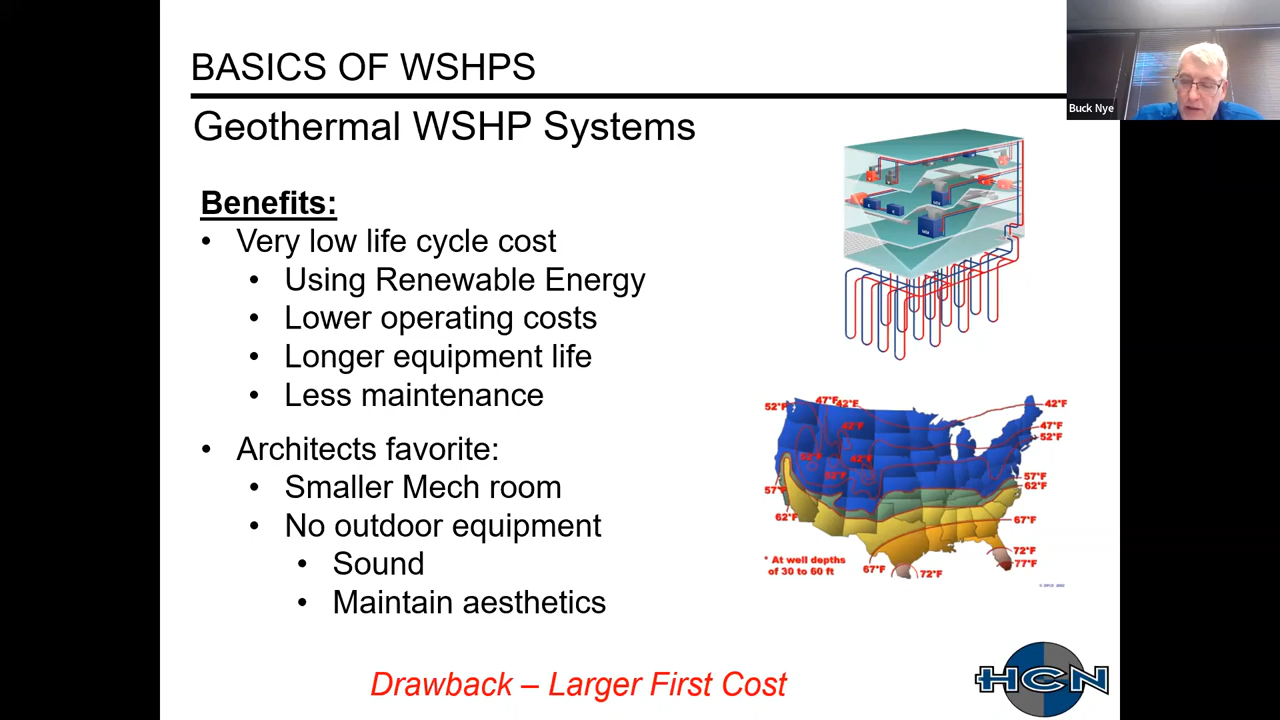 BASICS OF WSHPS
Buck Nye
Geothermal WSHP Systems
Benefits:
• Very low life cycle cost
• Using Renewable Energy
• Lower operating costs
• Longer equipment life
• Less maintenance
• Architects favorite:
• Smaller Mech room
• No outdoor equipment
• Sound
• Maintain aesthetics
52°F
47°F
42°F
42°F
42°F
47°F
52°F
42°F
57°F
57°F
62°F
62°F
67°F
72°F
77°F
67°F
72°F
* At well depths
of 30 to 60 ft
Drawback – Larger First Cost
HCN